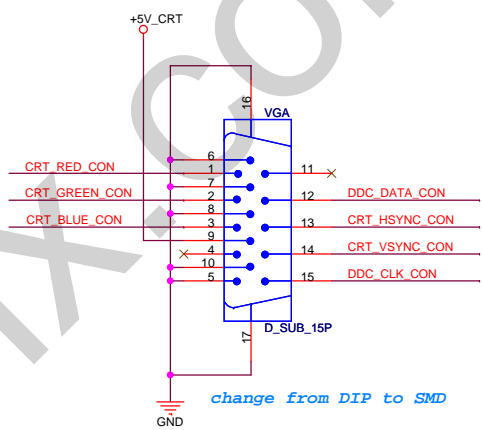 +5V_CRT
16
VGA
6
CRT_RED_CON 1 11
7
CRT_GREEN_CON 2 12 DDC_DATA_CON
8
CRT_BLUE_CON 3 13 CRT_HSYNC_CON
9
4 14 CRT_VSYNC_CON
10
5 15 DDC_CLK_CON
D_SUB_15P
17
change from DIP to SMD
GND